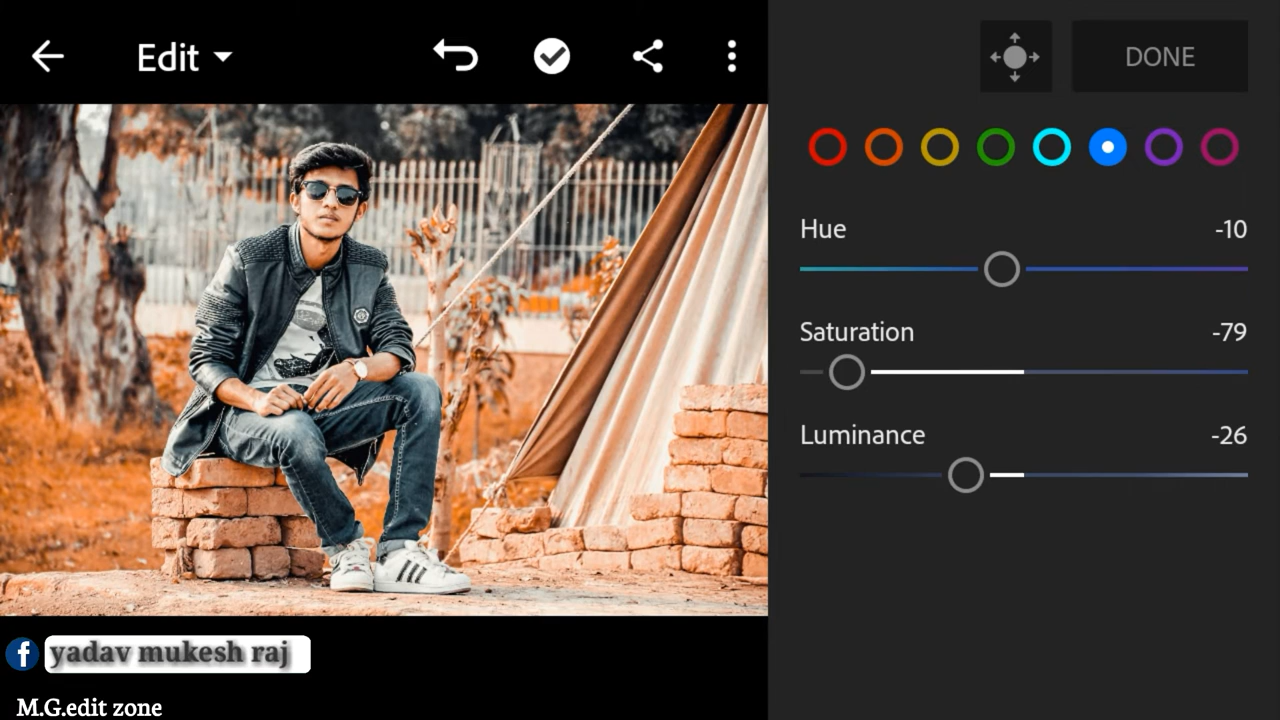 Edit
DONE
Hue -10
Saturation -79
Luminance -26
f yadav mukesh raj
M.G.edit zone